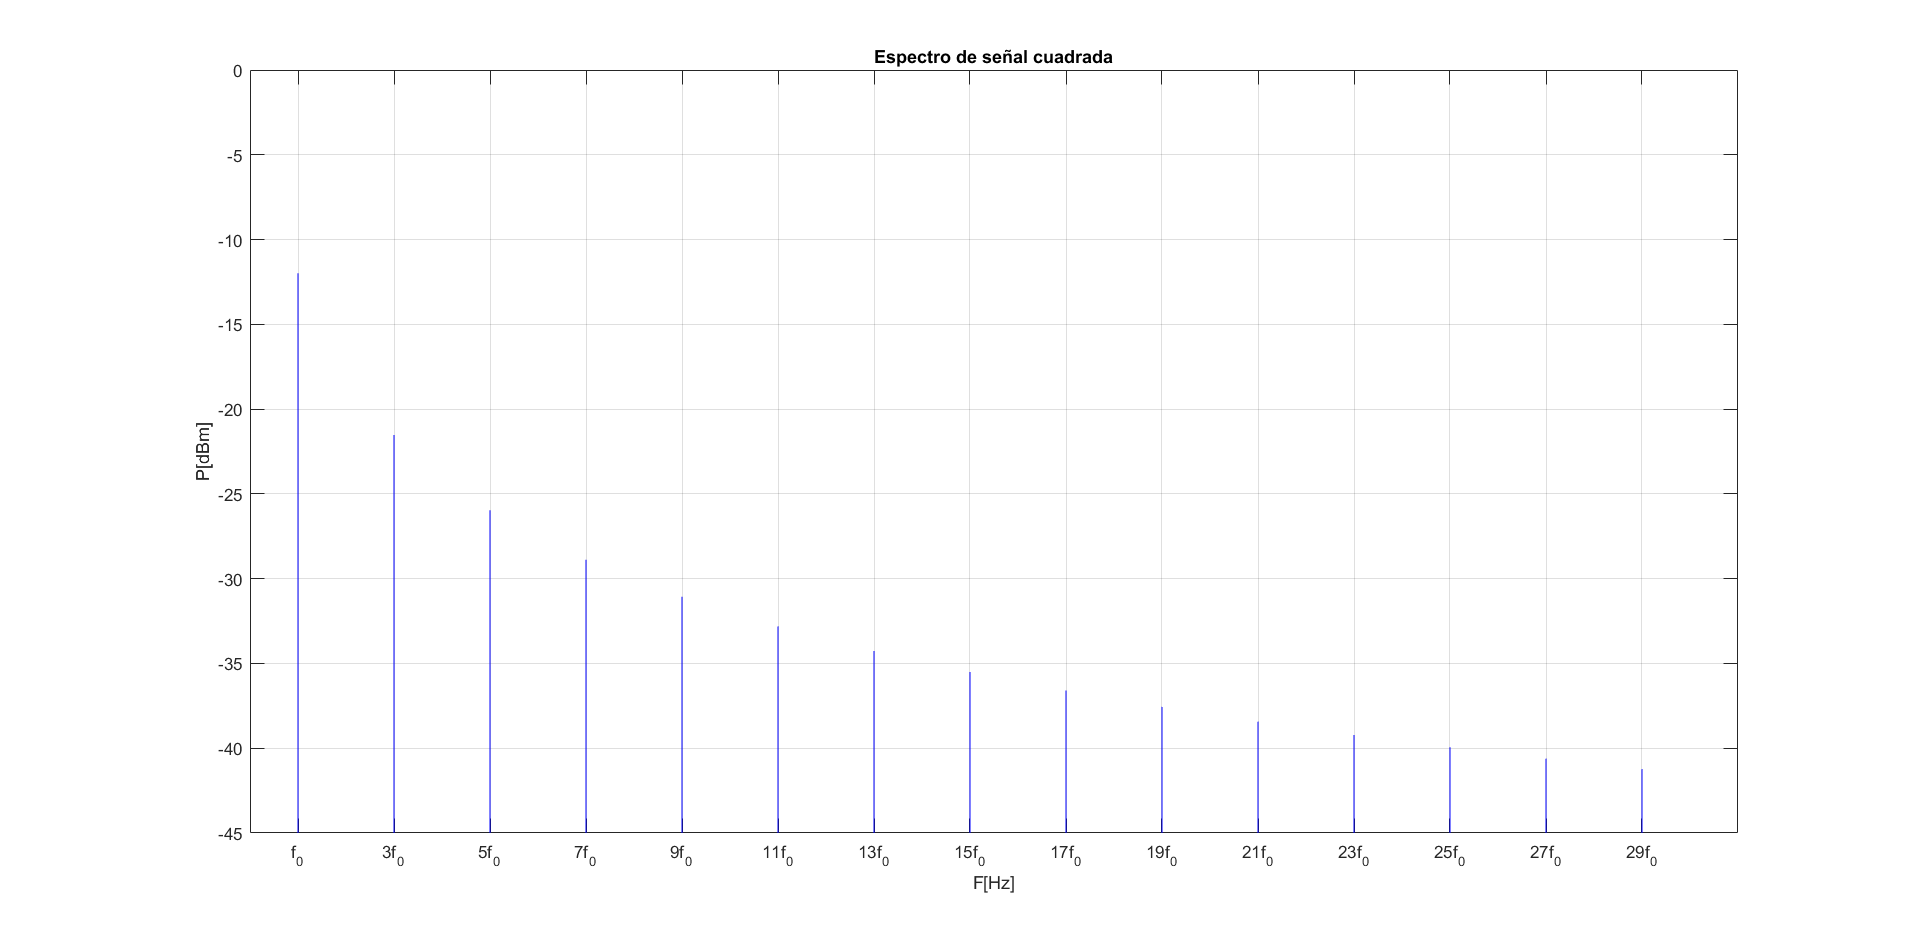 Espectro de señal cuadrada
P[dBm]
0
-5
-10
-15
-20
-25
-30
-35
-40
-45
f₀ 3f₀ 5f₀ 7f₀ 9f₀ 11f₀ 13f₀ 15f₀ 17f₀ 19f₀ 21f₀ 23f₀ 25f₀ 27f₀ 29f₀
F[Hz]